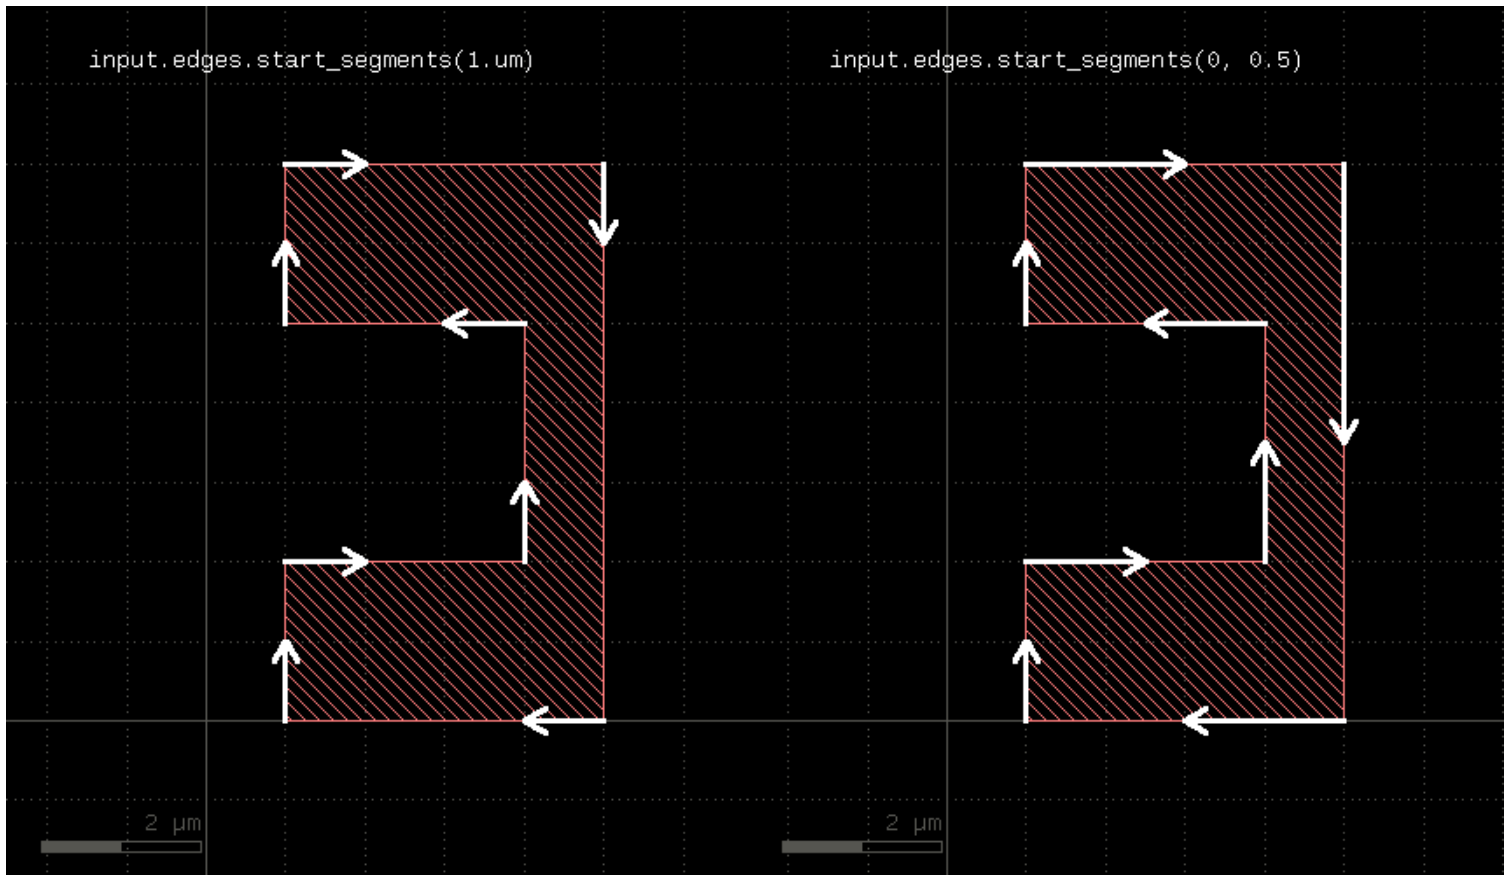 input.edges.start_segments(1.um)
input.edges.start_segments(0, 0.5)
2 µm
2 µm